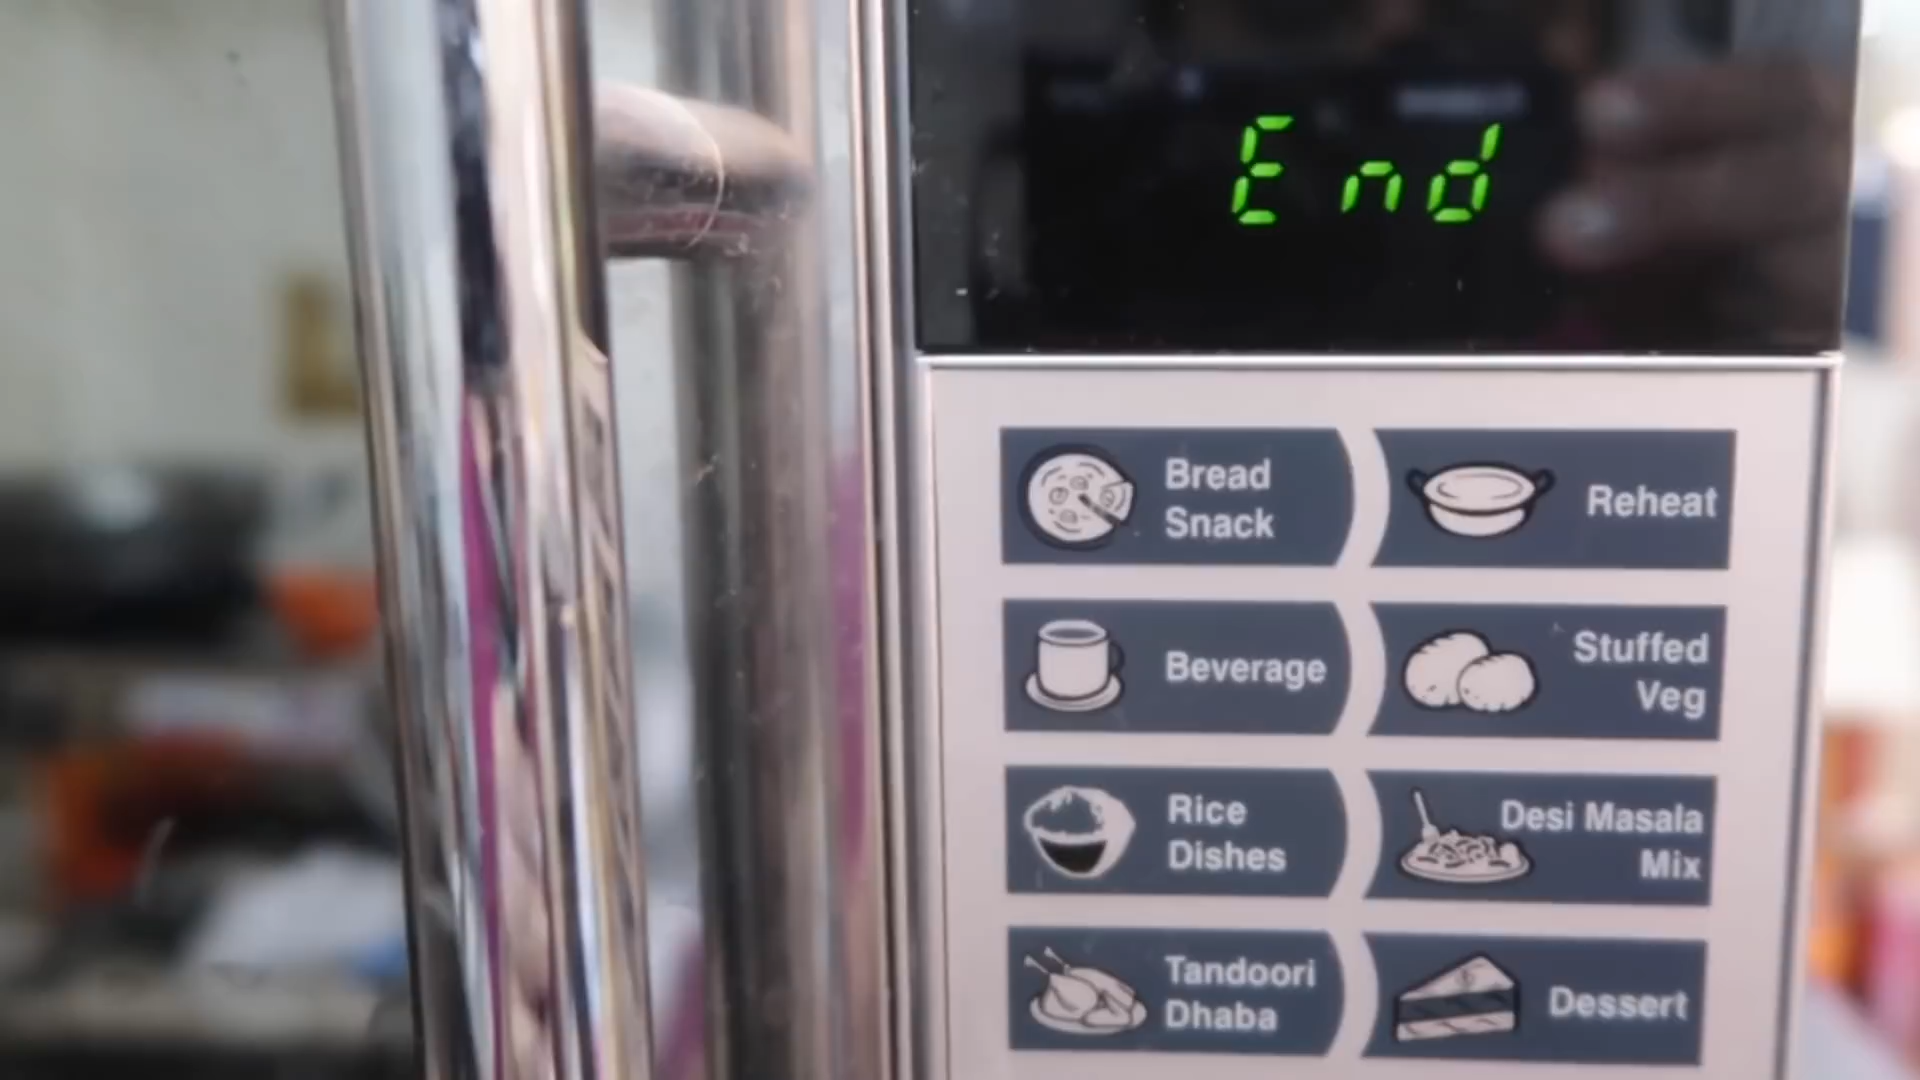 End
Bread
Snack
Reheat
Beverage
Stuffed
Veg
Rice
Dishes
Desi Masala
Mix
Tandoori
Dhaba
Dessert